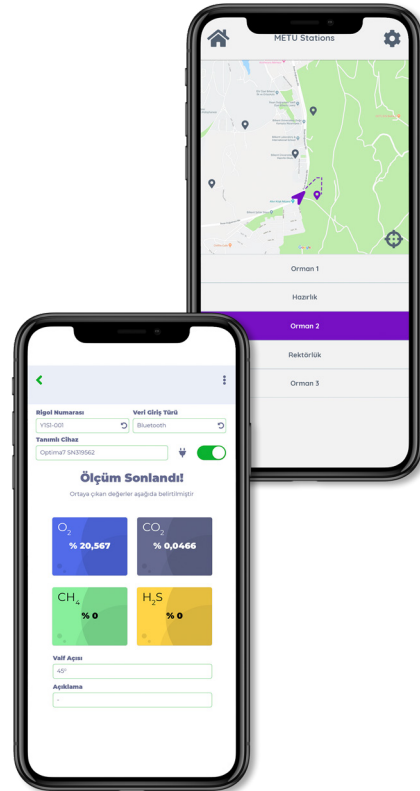 METU Stations
Orman 1
Hazırlık
Orman 2
Rektörlük
Orman 3
Rigol Numarası
Veri Giriş Türü
Y1S1-001
Bluetooth
Tanımlı Cihaz
Optima7 SN319562
Ölçüm Sonlandı!
Ortaya çıkan değerler aşağıda belirtilmiştir
O₂
CO₂
% 20,567
% 0,0466
CH₄
H₂S
% 0
% 0
Valf Açısı
45°
Açıklama
-